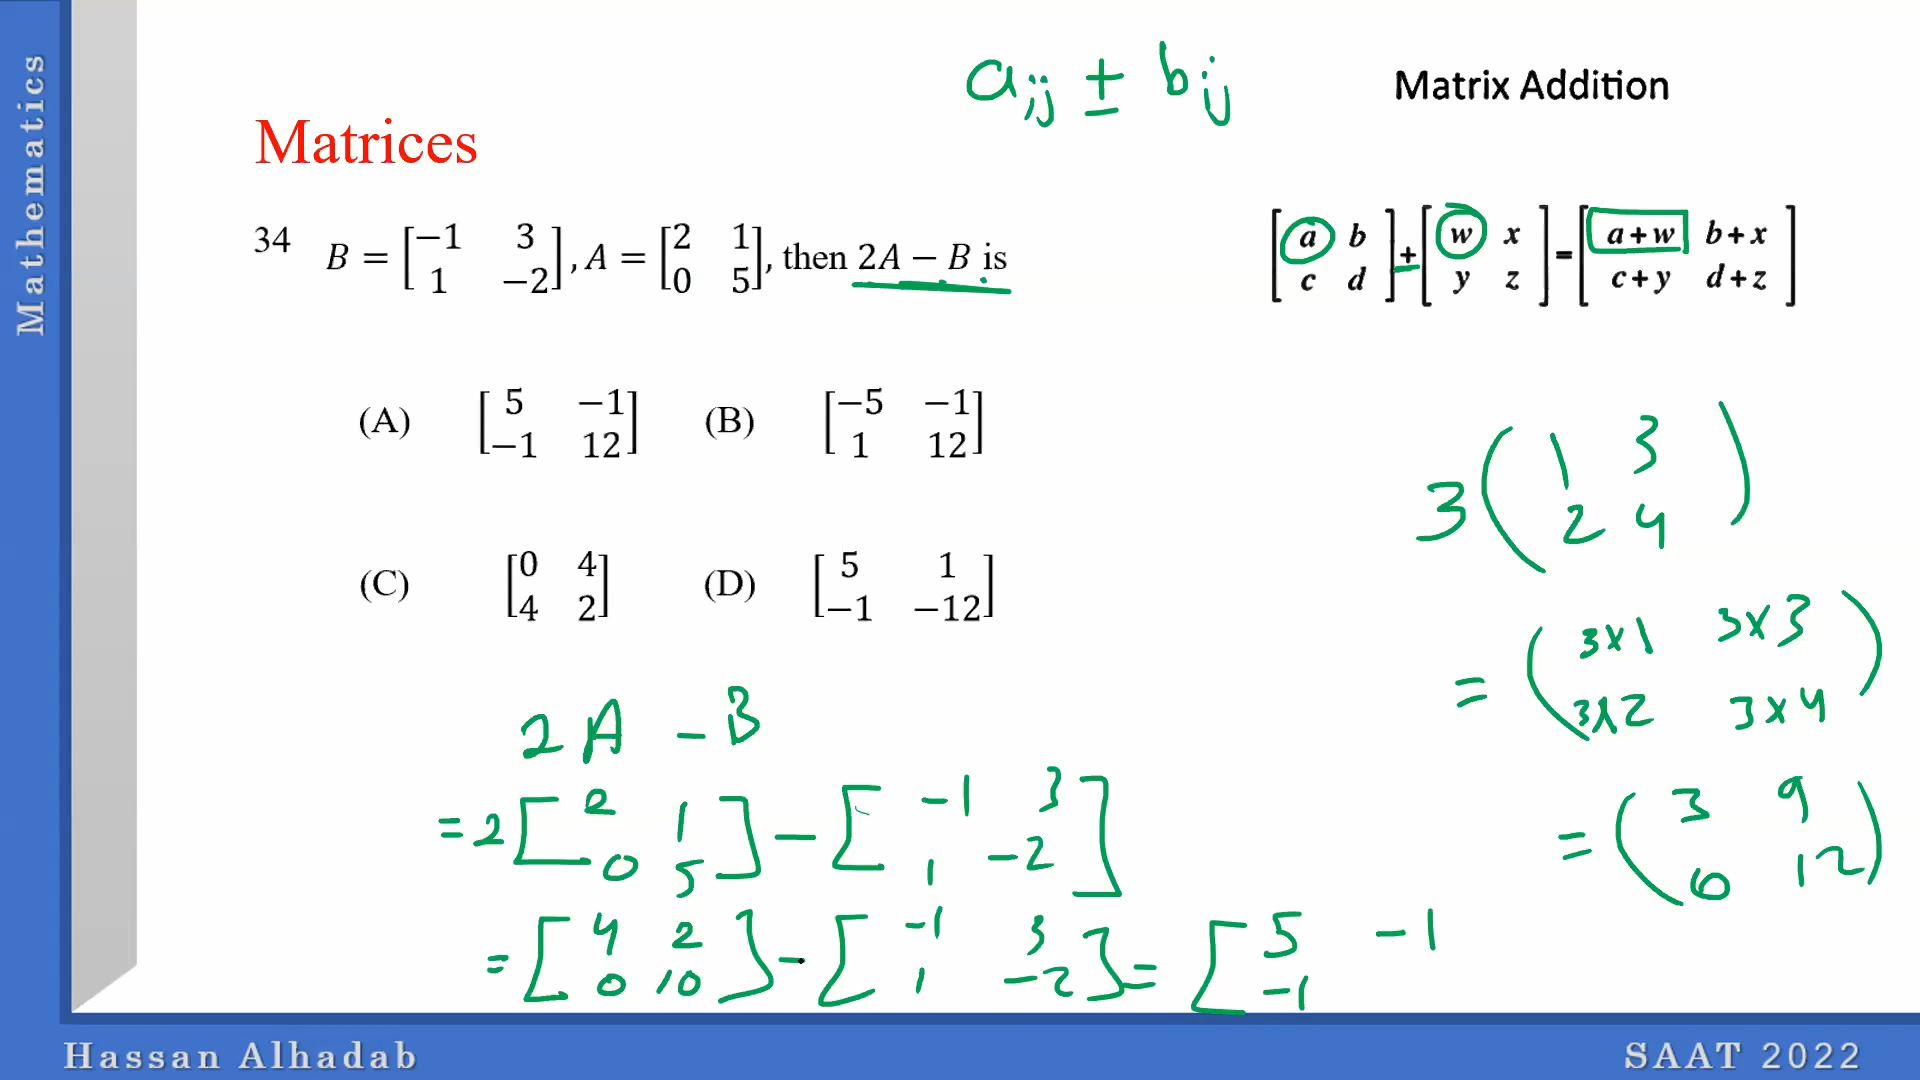 Mathematics
a_ij ± b_ij
Matrix Addition
Matrices
34 B = [−1 3; 1 −2], A = [2 1; 0 5], then 2A − B is
[a b; c d] + [w x; y z] = [a+w b+x; c+y d+z]
(A) [5 −1; −1 12] (B) [−5 −1; 1 12]
(C) [0 4; 4 2] (D) [5 1; −1 −12]
3 (1 3; 2 4)
= (3x1 3x3; 3x2 3x4)
= (3 9; 6 12)
2A - B
= 2 [2 1; 0 5] - [-1 3; 1 -2]
= [4 2; 0 10] - [-1 3; 1 -2] = [5 -1; -1
Hassan Alhadab
SAAT 2022